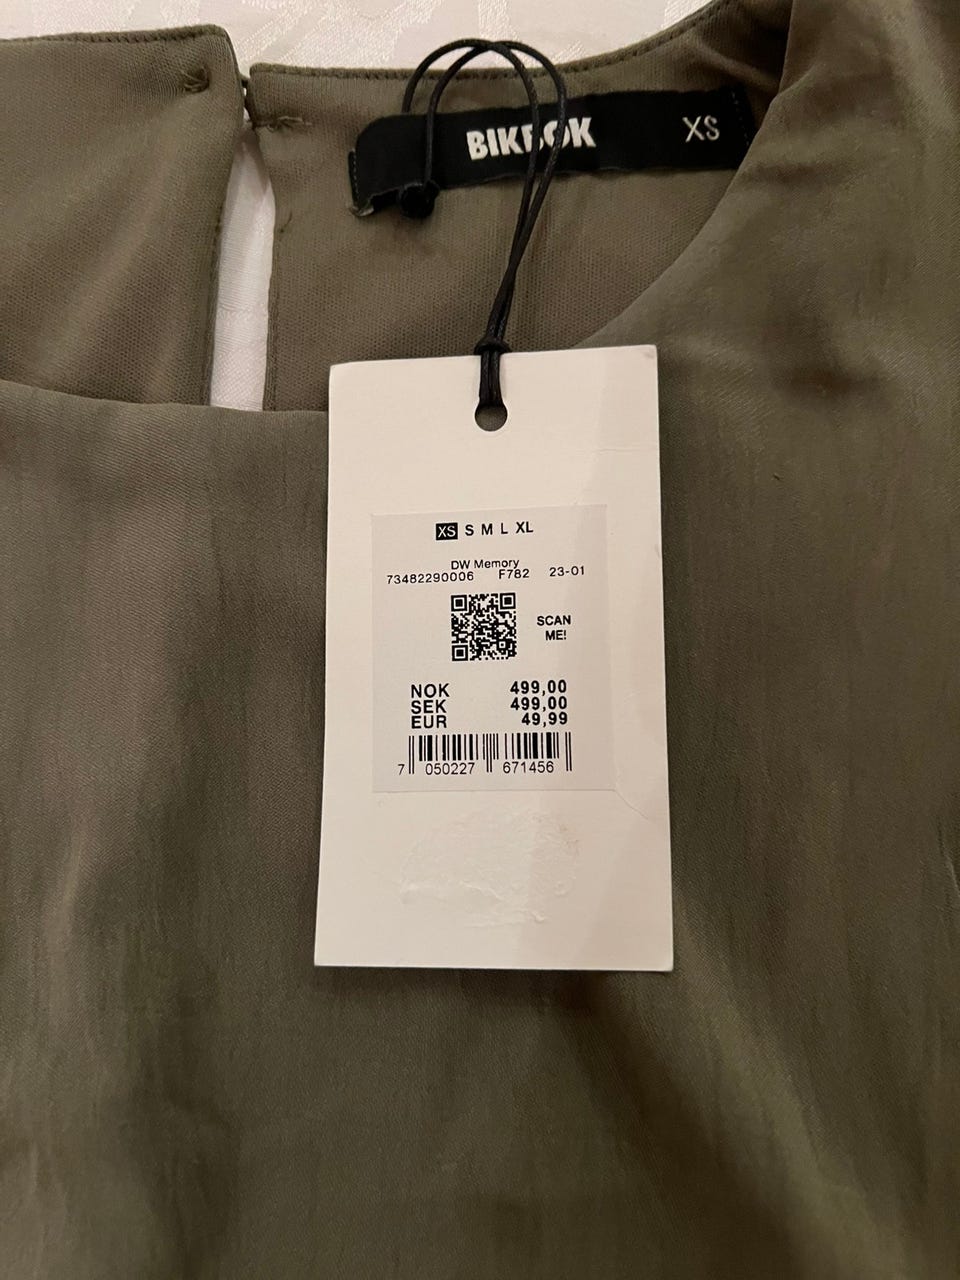 BIKBOK XS
XS S M L XL
DW Memory
73482290006 F782 23-01
SCAN
ME!
NOK 499,00
SEK 499,00
EUR 49,99
7 050227 671456